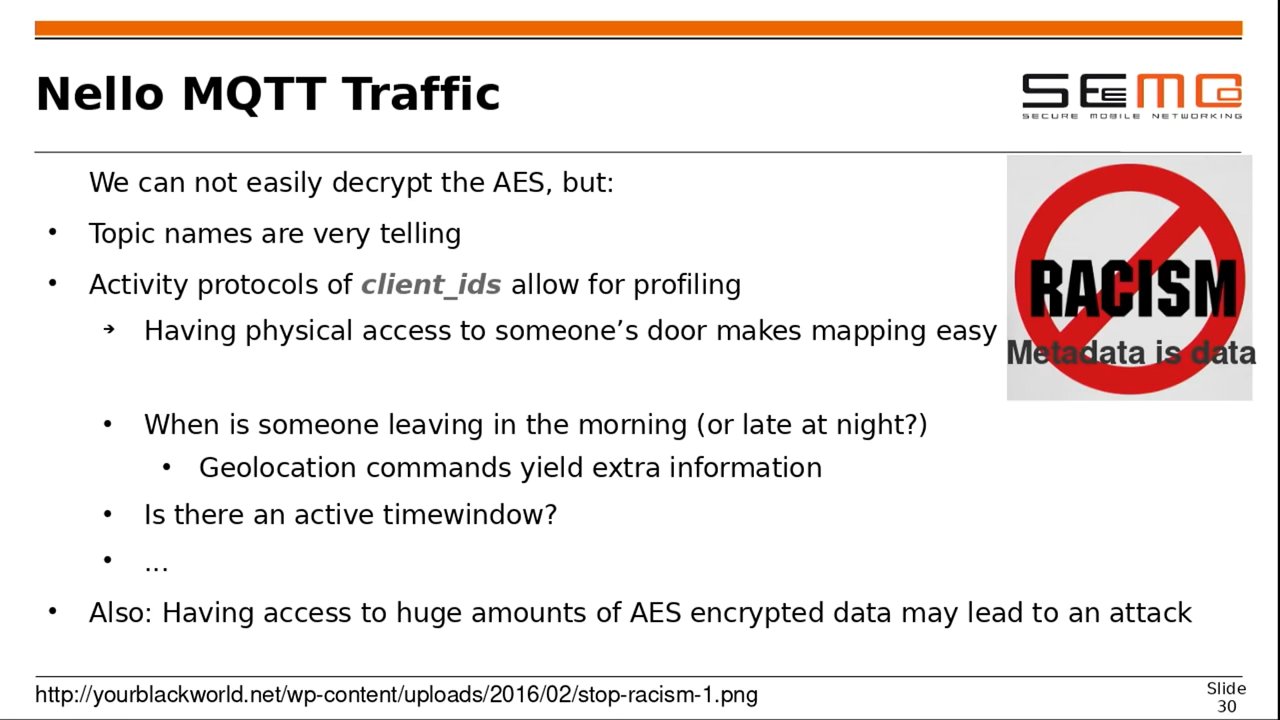 Nello MQTT Traffic
SEEMOO
SECURE MOBILE NETWORKING
We can not easily decrypt the AES, but:
• Topic names are very telling
• Activity protocols of client_ids allow for profiling
➔ Having physical access to someone’s door makes mapping easy
RACISM
Metadata is data
• When is someone leaving in the morning (or late at night?)
• Geolocation commands yield extra information
• Is there an active timewindow?
• ...
• Also: Having access to huge amounts of AES encrypted data may lead to an attack
http://yourblackworld.net/wp-content/uploads/2016/02/stop-racism-1.png
Slide
30